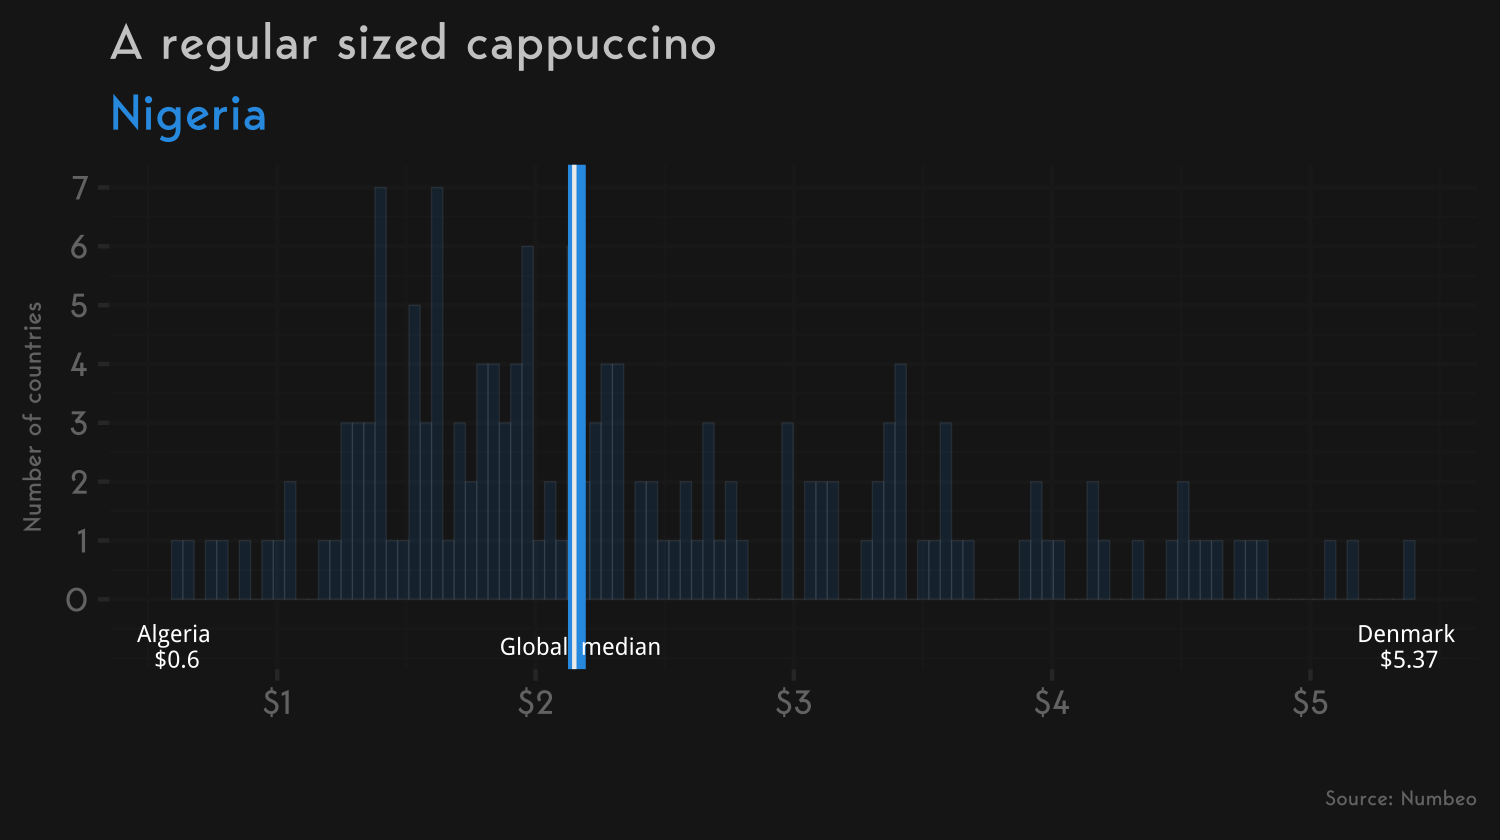 A regular sized cappuccino
Nigeria
Number of countries
7
6
5
4
3
2
1
0
Algeria
$0.6
Global median
Denmark
$5.37
$1
$2
$3
$4
$5
Source: Numbeo